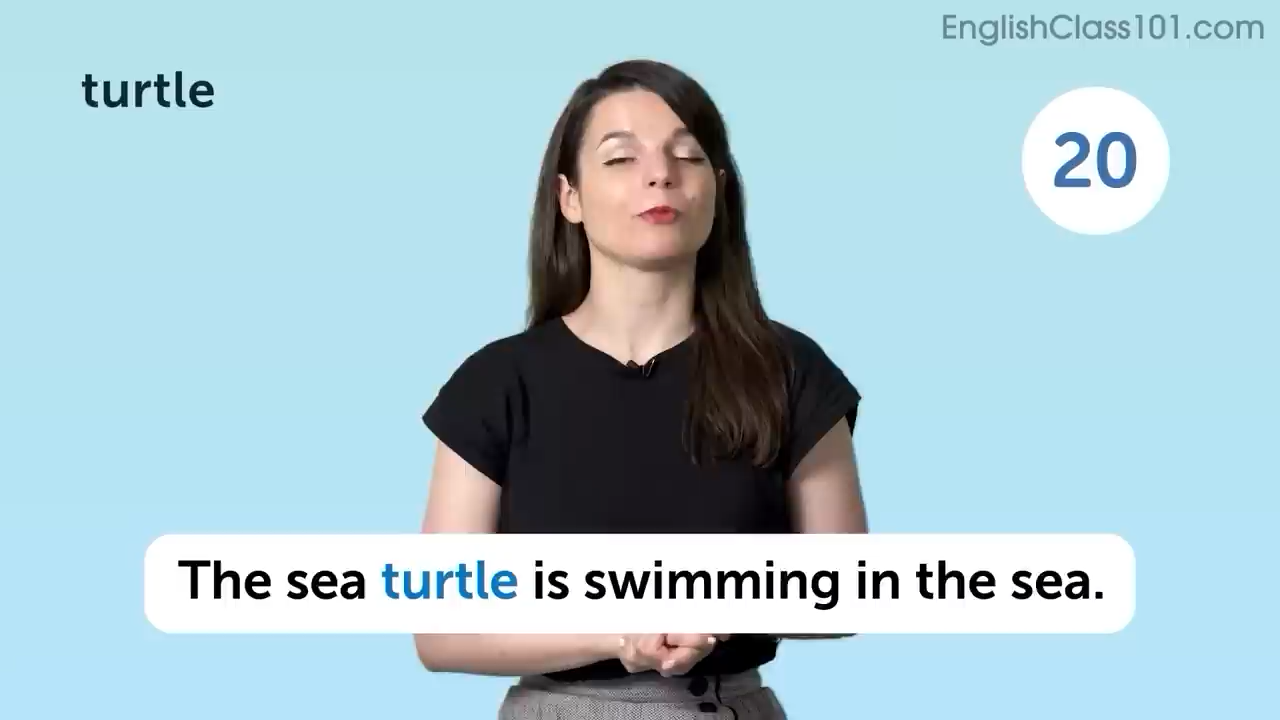 EnglishClass101.com
turtle
20
The sea turtle is swimming in the sea.